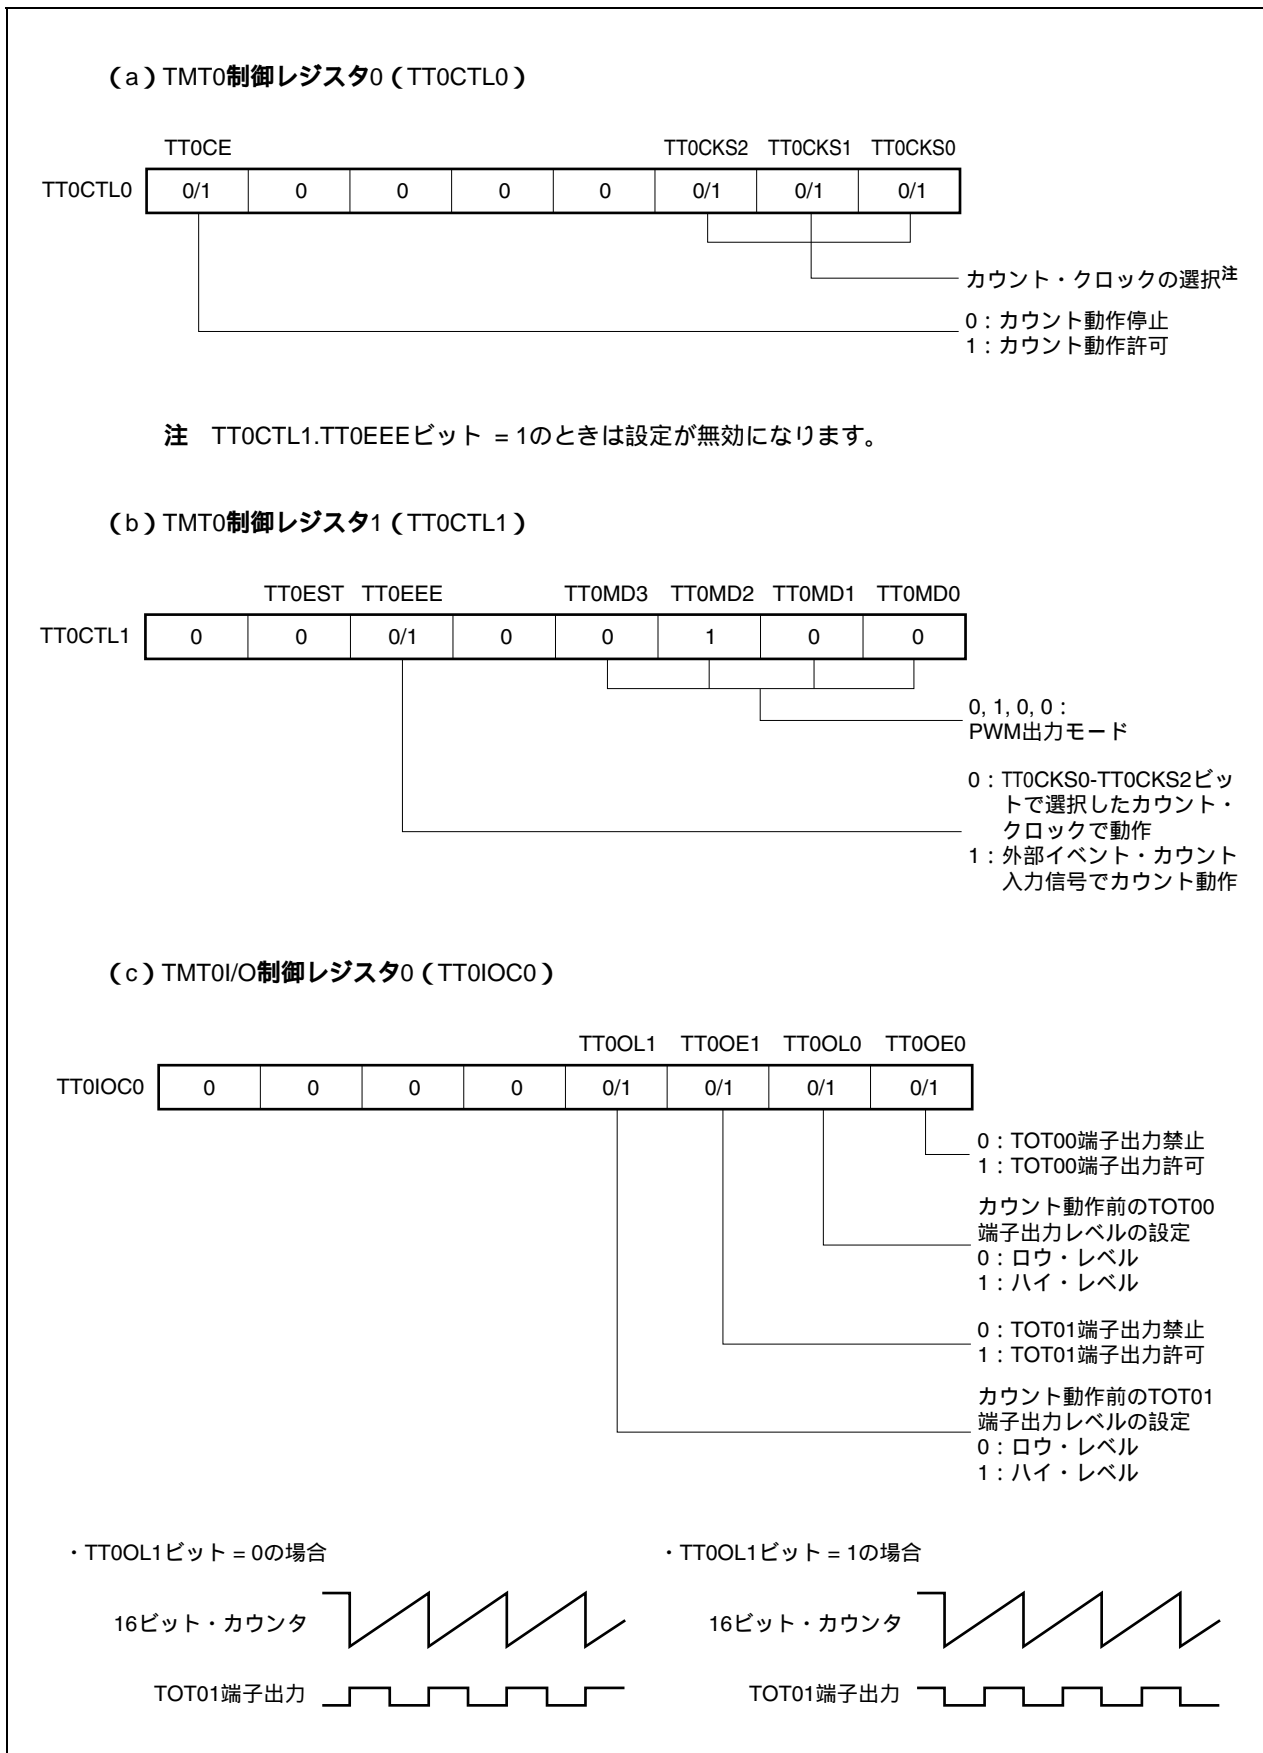 (a) TMT0制御レジスタ0(TT0CTL0)
TT0CE TT0CKS2 TT0CKS1 TT0CKS0
TT0CTL0 0/1 0 0 0 0 0/1 0/1 0/1
カウント・クロックの選択注
0:カウント動作停止
1:カウント動作許可
注 TT0CTL1.TT0EEEビット = 1のときは設定が無効になります。
(b) TMT0制御レジスタ1(TT0CTL1)
TT0EST TT0EEE TT0MD3 TT0MD2 TT0MD1 TT0MD0
TT0CTL1 0 0 0/1 0 0 1 0 0
0, 1, 0, 0:
PWM出力モード
0:TT0CKS0-TT0CKS2ビッ
トで選択したカウント・
クロックで動作
1:外部イベント・カウント
入力信号でカウント動作
(c) TMT0I/O制御レジスタ0(TT0IOC0)
TT0OL1 TT0OE1 TT0OL0 TT0OE0
TT0IOC0 0 0 0 0 0/1 0/1 0/1 0/1
0:TOT00端子出力禁止
1:TOT00端子出力許可
カウント動作前のTOT00
端子出力レベルの設定
0:ロウ・レベル
1:ハイ・レベル
0:TOT01端子出力禁止
1:TOT01端子出力許可
カウント動作前のTOT01
端子出力レベルの設定
0:ロウ・レベル
1:ハイ・レベル
・TT0OL1ビット = 0の場合
16ビット・カウンタ
TOT01端子出力
・TT0OL1ビット = 1の場合
16ビット・カウンタ
TOT01端子出力